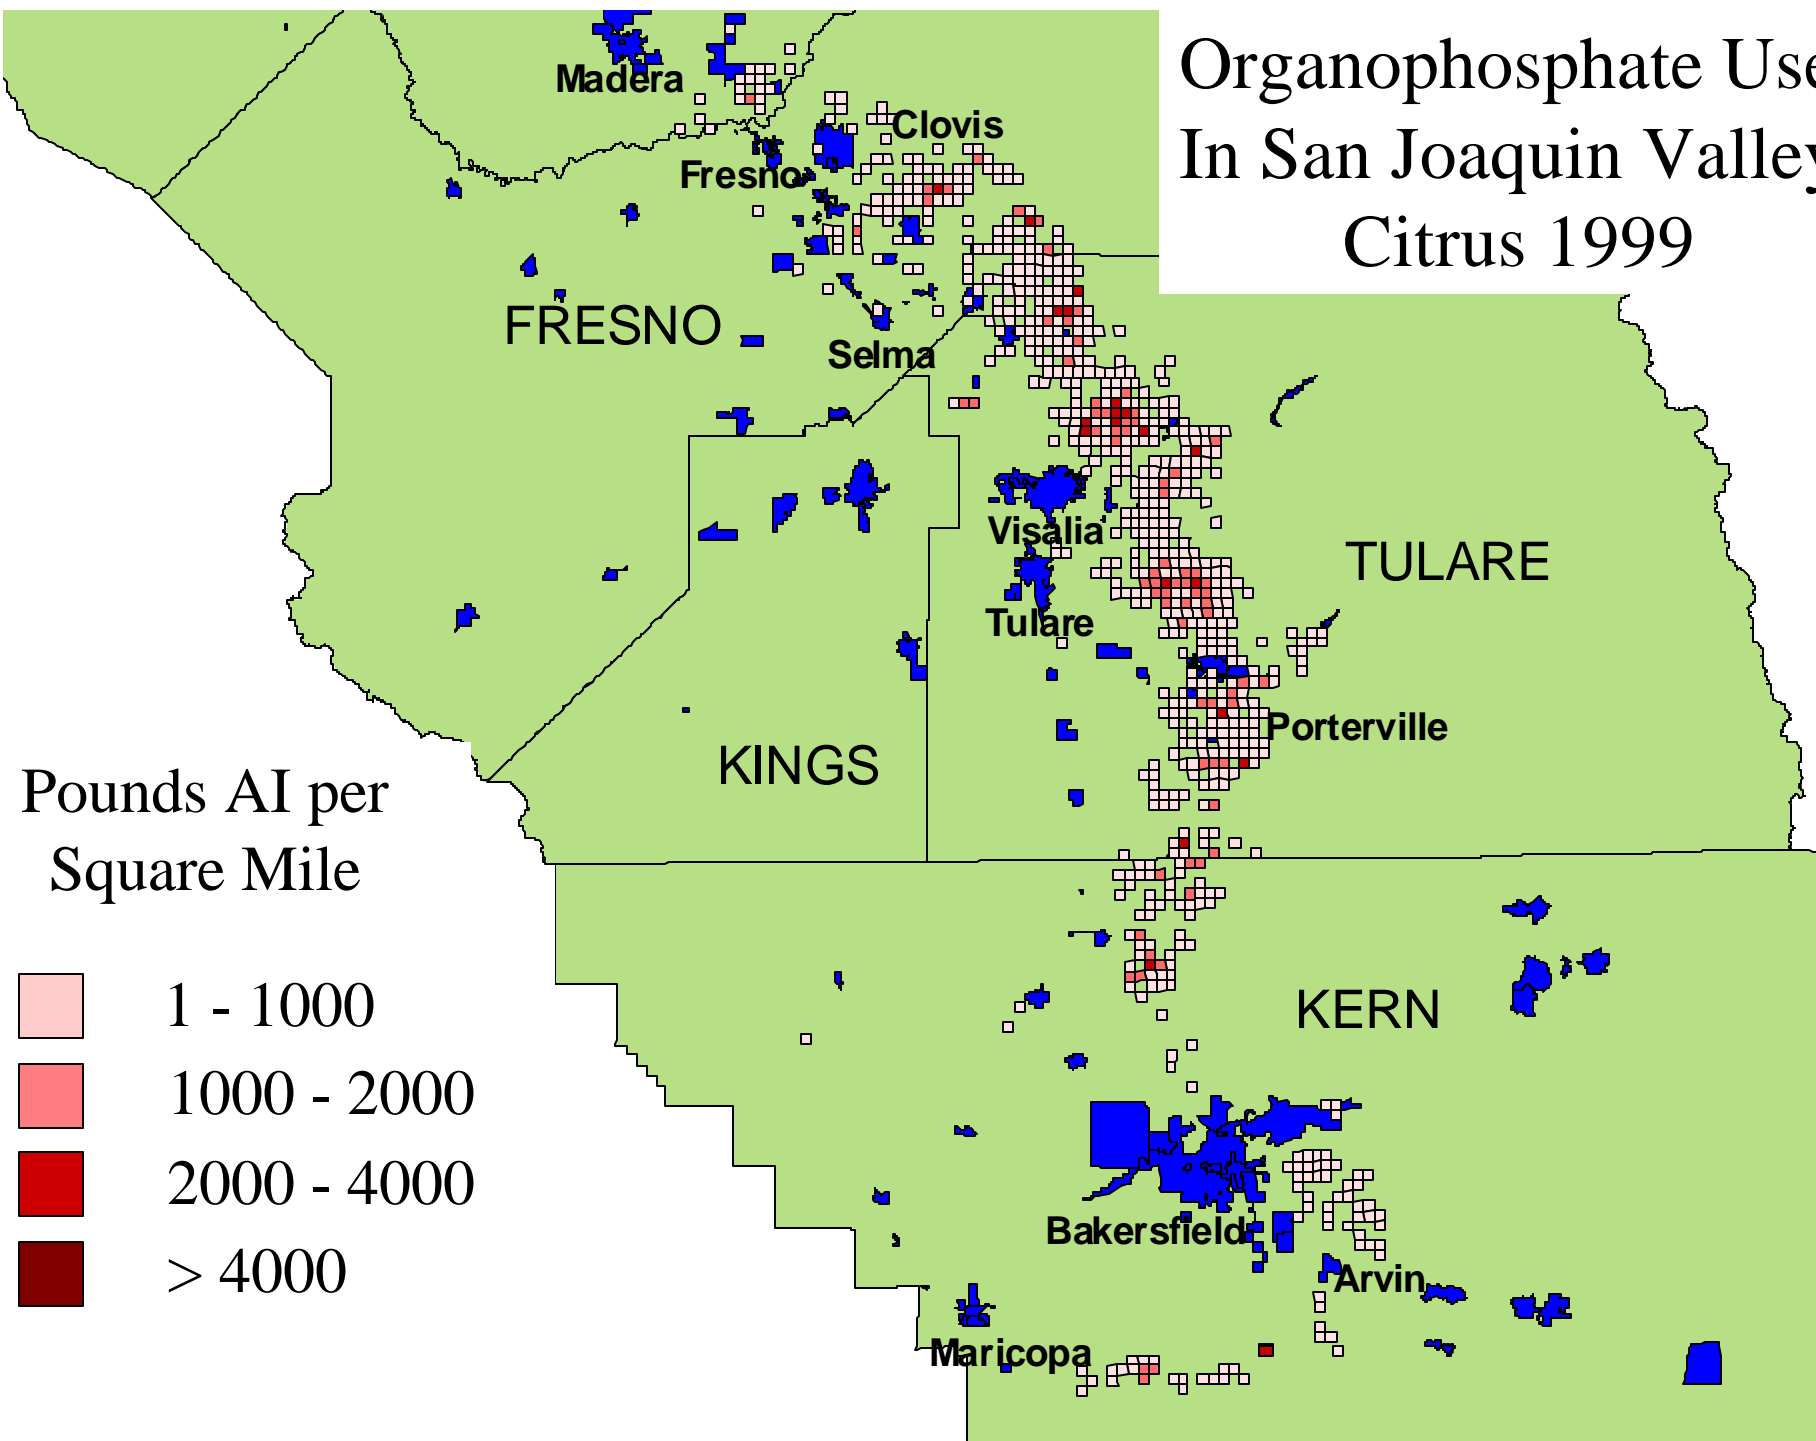 Organophosphate Use
In San Joaquin Valley
Citrus 1999
Madera
Clovis
Fresno
FRESNO
Selma
Visalia
TULARE
Tulare
Porterville
KINGS
Pounds AI per
Square Mile
1 - 1000
1000 - 2000
2000 - 4000
> 4000
KERN
Bakersfield
Arvin
Maricopa